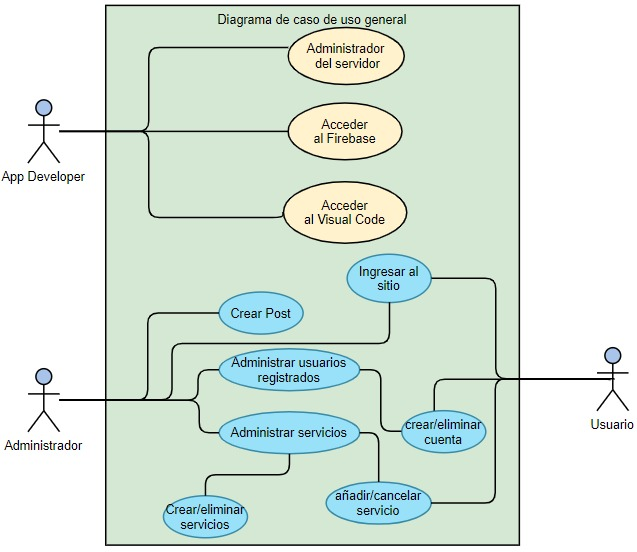 Diagrama de caso de uso general
Administrador
del servidor
Acceder
al Firebase
App Developer
Acceder
al Visual Code
Ingresar al
sitio
Crear Post
Administrar usuarios
registrados
Administrador
Administrar servicios
crear/eliminar
cuenta
Usuario
Crear/eliminar
servicios
añadir/cancelar
servicio